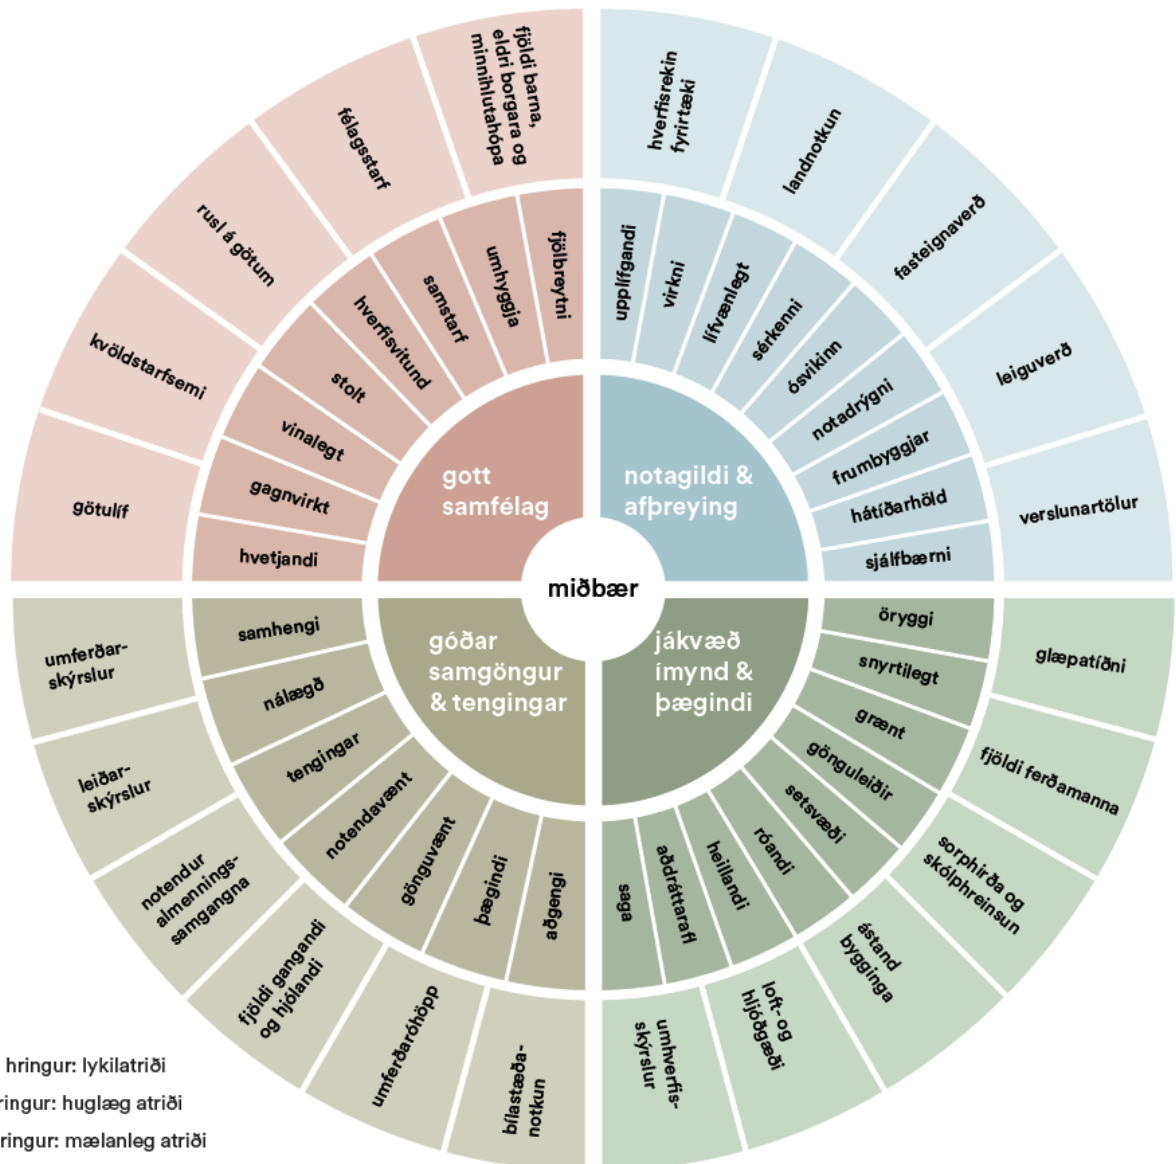 miðbær
gott
samfélag
notagildi &
afþreying
góðar
samgöngur
& tengingar
jákvæð
ímynd &
þægindi
hvetjandi
gagnvirkt
vinalegt
stolt
hverfisvitund
samstarf
umhyggja
fjölbreytni
upplífgandi
virkni
lífvænlegt
sérkenni
ósvikinn
notadrýgni
frumbyggjar
hátíðarhöld
sjálfbærni
öryggi
snyrtilegt
grænt
gönguleiðir
setsvæði
róandi
heillandi
aðdráttarafl
saga
aðgengi
þægindi
gönguvænt
notendavænt
tengingar
nálægð
samhengi
götulíf
kvöldstarfsemi
rusl á götum
félagsstarf
fjöldi barna,
eldri borgara og
minnihlutahópa
hverfisrekin
fyrirtæki
landnotkun
fasteignaverð
leiguverð
verslunartölur
glæpatíðni
fjöldi ferðamanna
sorphirða og
skólphreinsun
ástand
bygginga
loft- og
hljóðgæði
umhverfis-
skýrslur
bílastæða-
notkun
umferðaróhöpp
fjöldi gangandi
og hjólandi
notendur
almennings-
samgangna
leiðar-
skýrslur
umferðar-
skýrslur
hringur: lykilatriði
ringur: huglæg atriði
ringur: mælanleg atriði